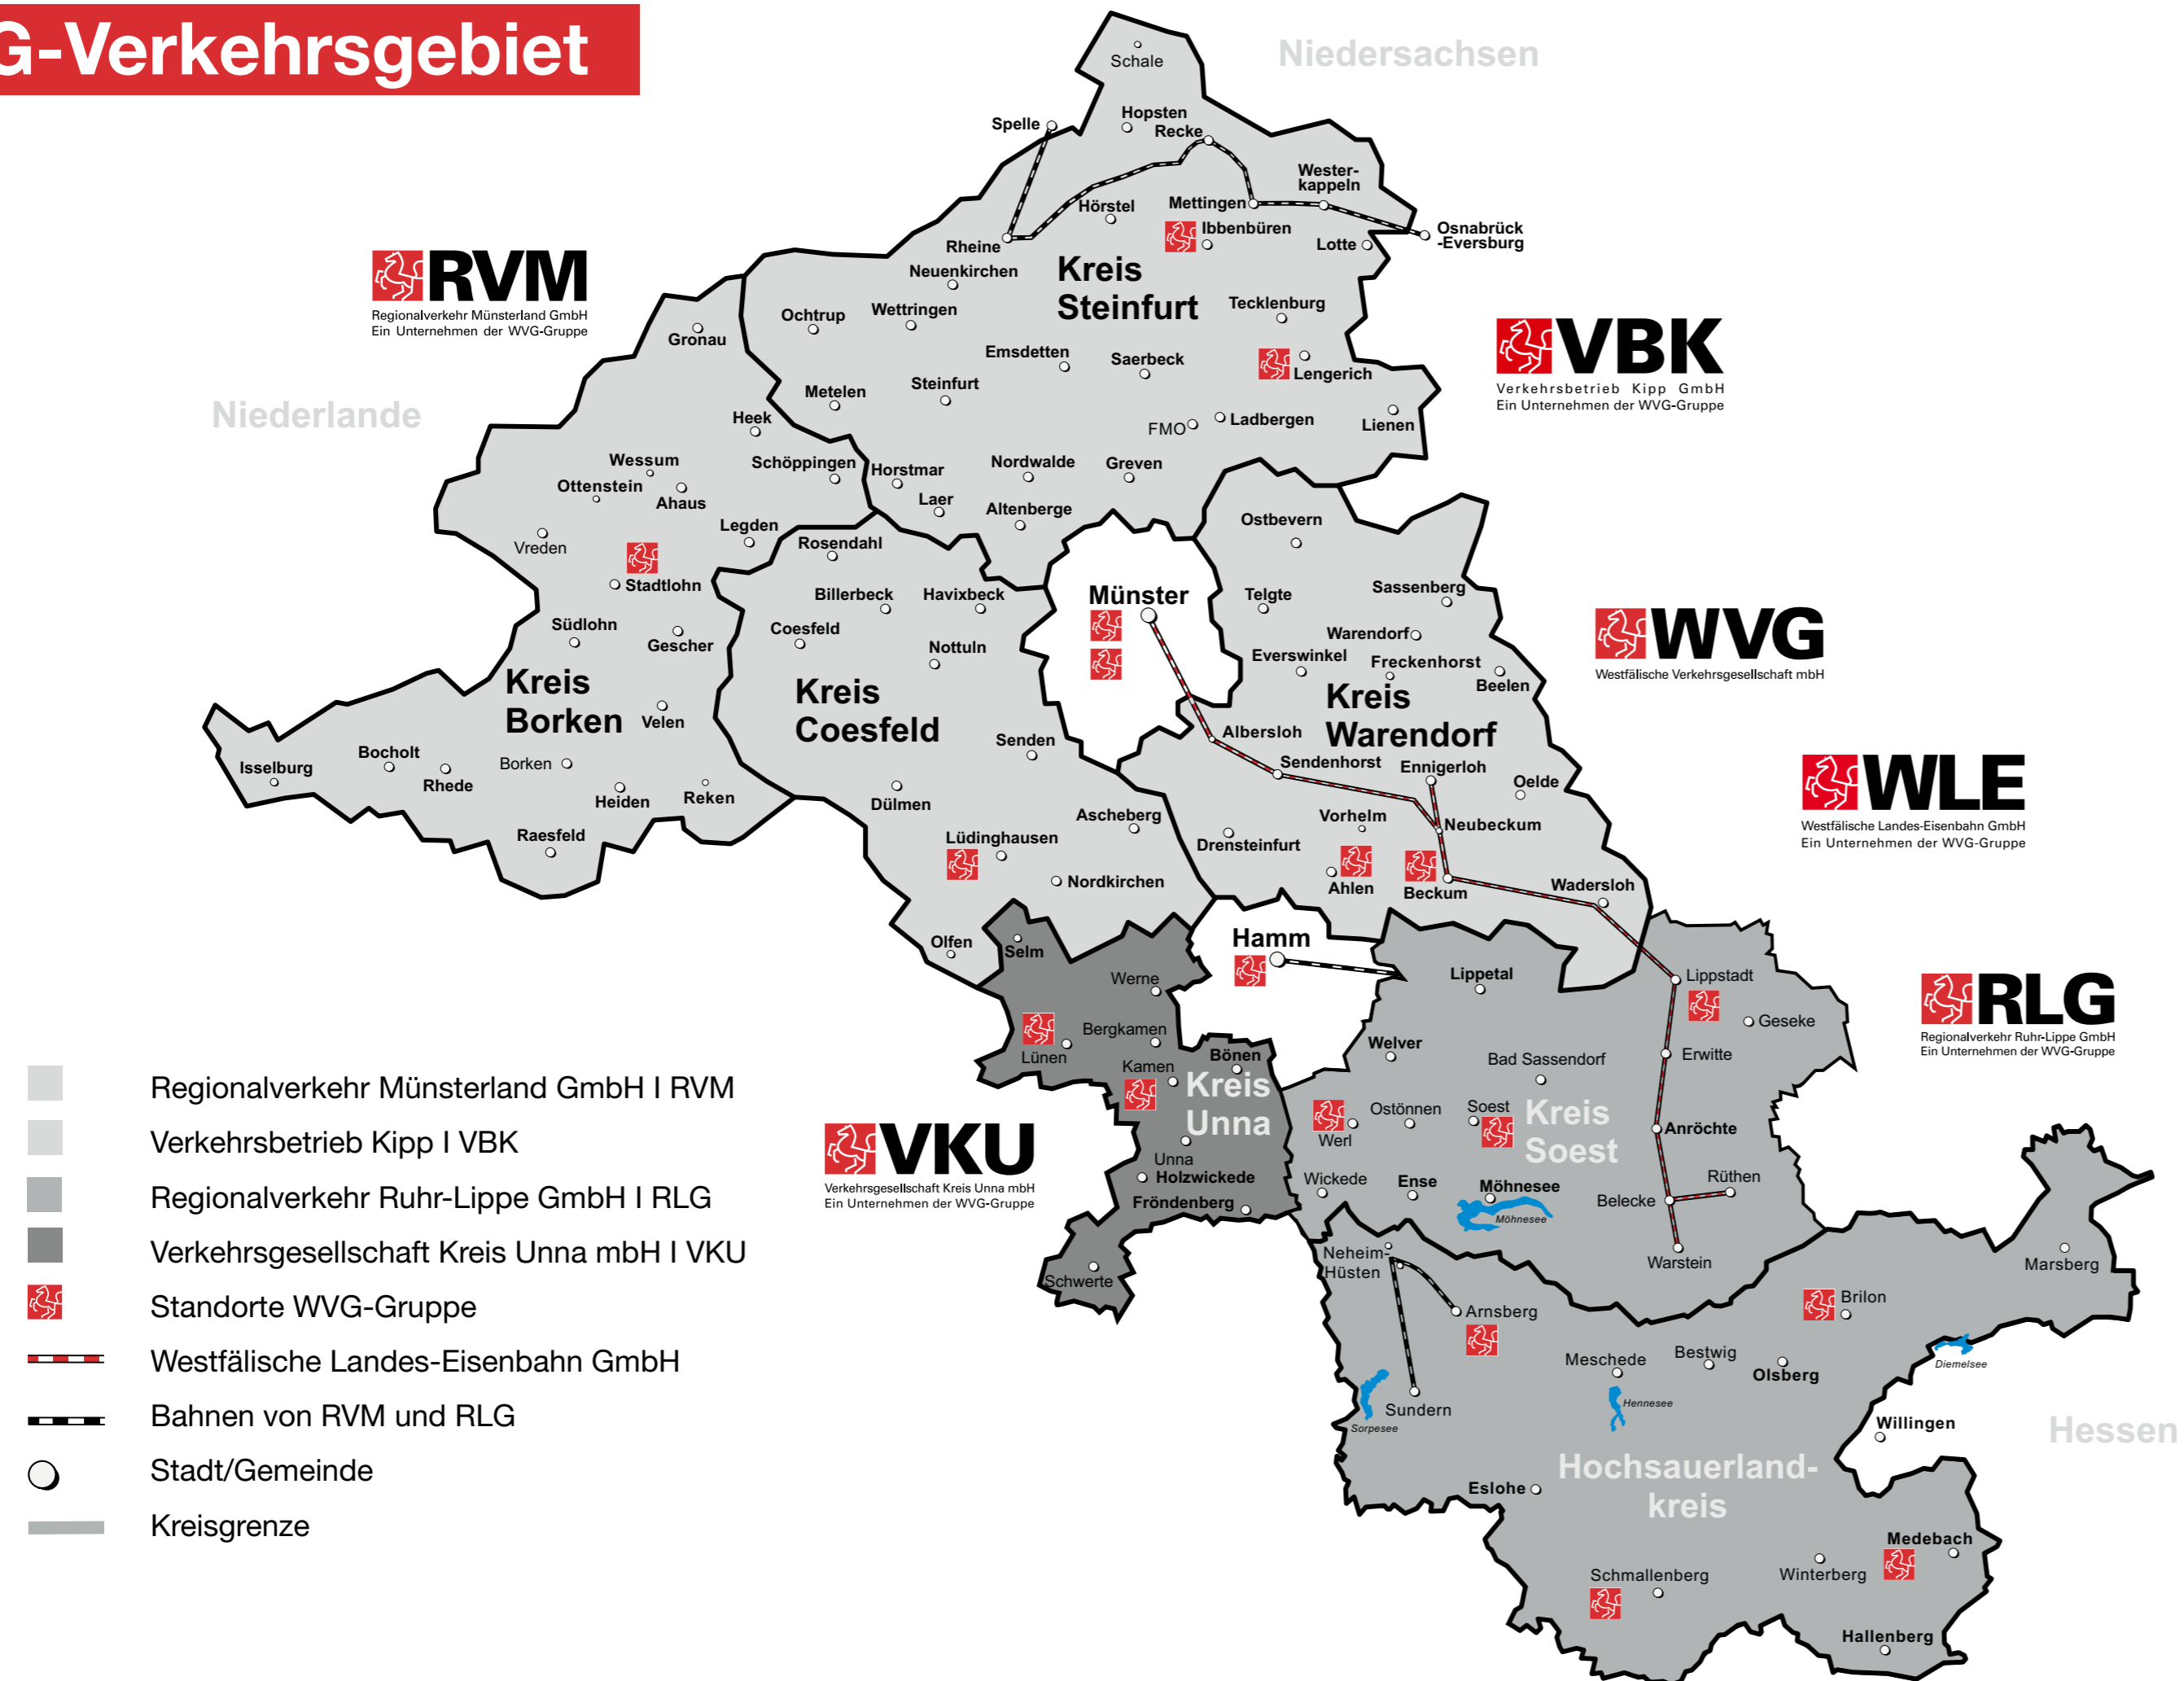 G-Verkehrsgebiet
Niedersachsen
Schale
Hopsten
Spelle
Recke
Wester-
kappeln
Hörstel
Mettingen
Ibbenbüren
Osnabrück
-Eversburg
Lotte
Rheine
RVM
Regionalverkehr Münsterland GmbH
Ein Unternehmen der WVG-Gruppe
Neuenkirchen
Kreis
Steinfurt
Tecklenburg
Wettringen
Ochtrup
Gronau
VBK
Verkehrsbetrieb Kipp GmbH
Ein Unternehmen der WVG-Gruppe
Emsdetten
Saerbeck
Lengerich
Steinfurt
Metelen
Niederlande
Heek
Ladbergen
FMO
Lienen
Wessum
Schöppingen
Horstmar
Nordwalde
Greven
Ottenstein
Ahaus
Laer
Altenberge
Legden
Ostbevern
Vreden
Rosendahl
Stadtlohn
Billerbeck
Havixbeck
Münster
Telgte
Sassenberg
Südlohn
Gescher
Coesfeld
Nottuln
Warendorf
Everswinkel
Freckenhorst
Beelen
WVG
Westfälische Verkehrsgesellschaft mbH
Kreis
Borken
Kreis
Coesfeld
Kreis
Warendorf
Velen
Albersloh
Senden
Sendenhorst
Ennigerloh
Oelde
Bocholt
Borken
Isselburg
Rhede
Heiden
Reken
Dülmen
WLE
Westfälische Landes-Eisenbahn GmbH
Ein Unternehmen der WVG-Gruppe
Ascheberg
Vorhelm
Neubeckum
Raesfeld
Lüdinghausen
Drensteinfurt
Nordkirchen
Ahlen
Beckum
Wadersloh
Olfen
Selm
Hamm
Werne
Lippetal
Lippstadt
RLG
Regionalverkehr Ruhr-Lippe GmbH
Ein Unternehmen der WVG-Gruppe
Geseke
Bergkamen
Lünen
Welver
Bad Sassendorf
Erwitte
Bönen
Kamen
Kreis
Unna
Ostönnen
Soest
Kreis
Soest
Werl
Anröchte
VKU
Verkehrsgesellschaft Kreis Unna mbH
Ein Unternehmen der WVG-Gruppe
Unna
Holzwickede
Fröndenberg
Wickede
Ense
Möhnesee
Möhnesee
Belecke
Rüthen
Schwerte
Neheim-
Hüsten
Warstein
Marsberg
Arnsberg
Brilon
Meschede
Bestwig
Olsberg
Diemelsee
Sundern
Sorpesee
Hennesee
Willingen
Hessen
Hochsauerland-
kreis
Eslohe
Medebach
Schmallenberg
Winterberg
Hallenberg
Regionalverkehr Münsterland GmbH I RVM
Verkehrsbetrieb Kipp I VBK
Regionalverkehr Ruhr-Lippe GmbH I RLG
Verkehrsgesellschaft Kreis Unna mbH I VKU
Standorte WVG-Gruppe
Westfälische Landes-Eisenbahn GmbH
Bahnen von RVM und RLG
Stadt/Gemeinde
Kreisgrenze